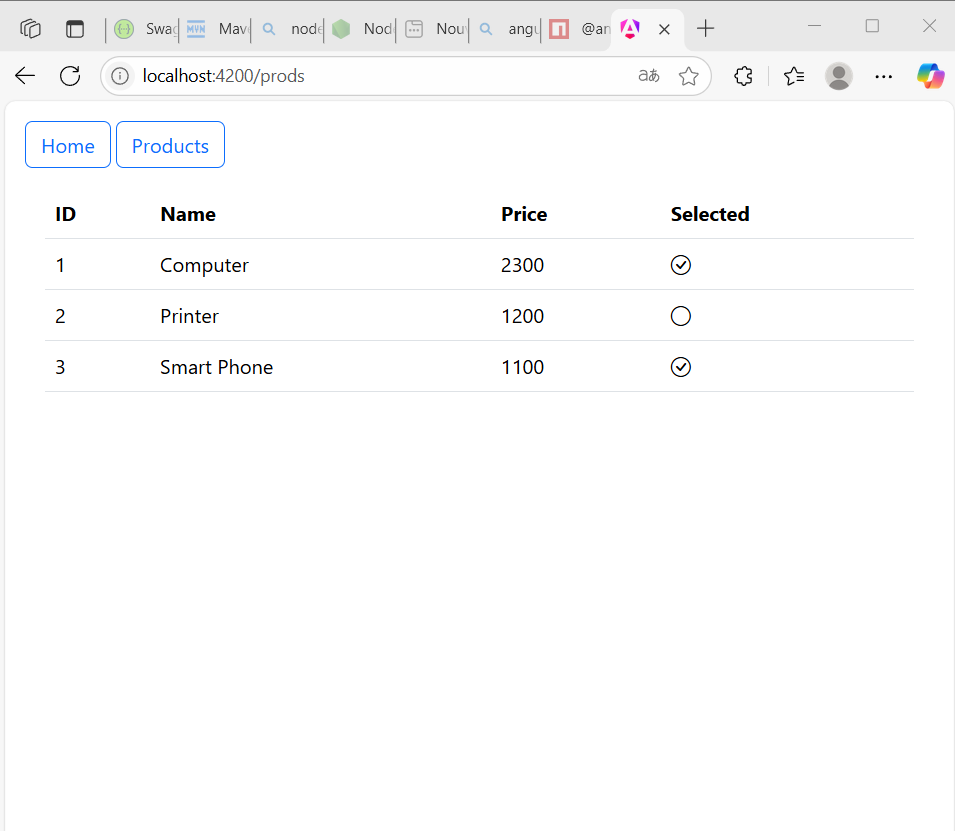 Swag MVN Mav node Nod Nou angu @an
localhost:4200/prods
Home Products
ID Name Price Selected
1 Computer 2300
2 Printer 1200
3 Smart Phone 1100